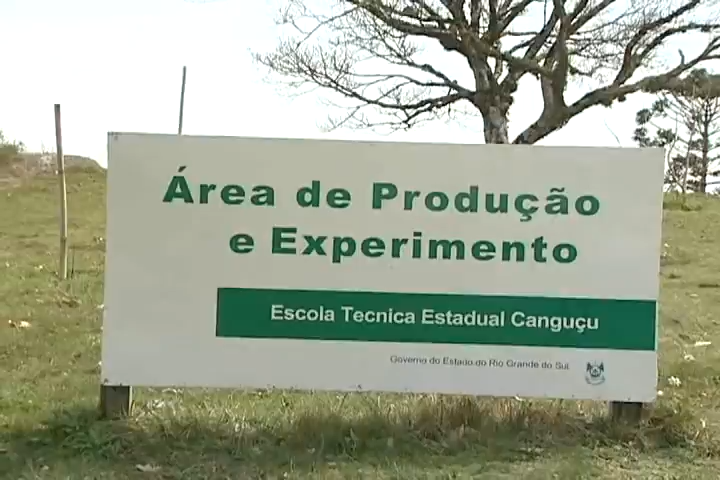 Área de Produção
e Experimento
Escola Tecnica Estadual Canguçu
Governo do Estado do Rio Grande do Sul